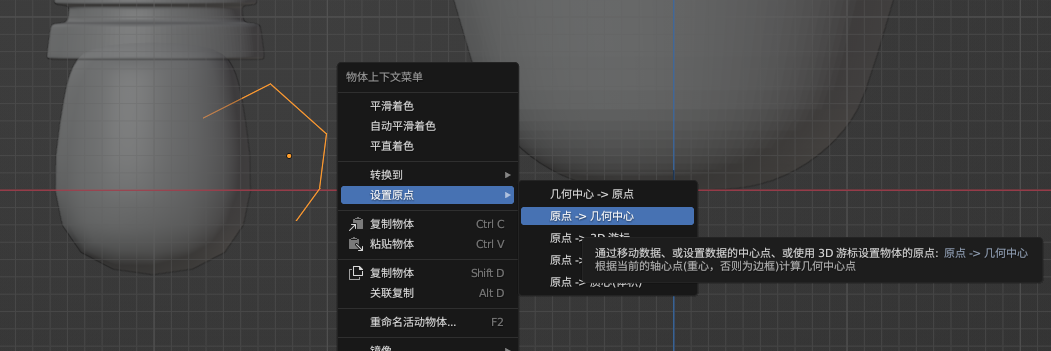 物体上下文菜单
平滑着色
自动平滑着色
平直着色
转换到
设置原点
复制物体 Ctrl C
粘贴物体 Ctrl V
复制物体 Shift D
关联复制 Alt D
重命名活动物体... F2
镜像
几何中心 -> 原点
原点 -> 几何中心
原点 -> 3D 游标
原点 ->
原点 -> 质心(体积)
通过移动数据、或设置数据的中心点、或使用 3D 游标设置物体的原点: 原点 -> 几何中心
根据当前的轴心点(重心，否则为边框)计算几何中心点